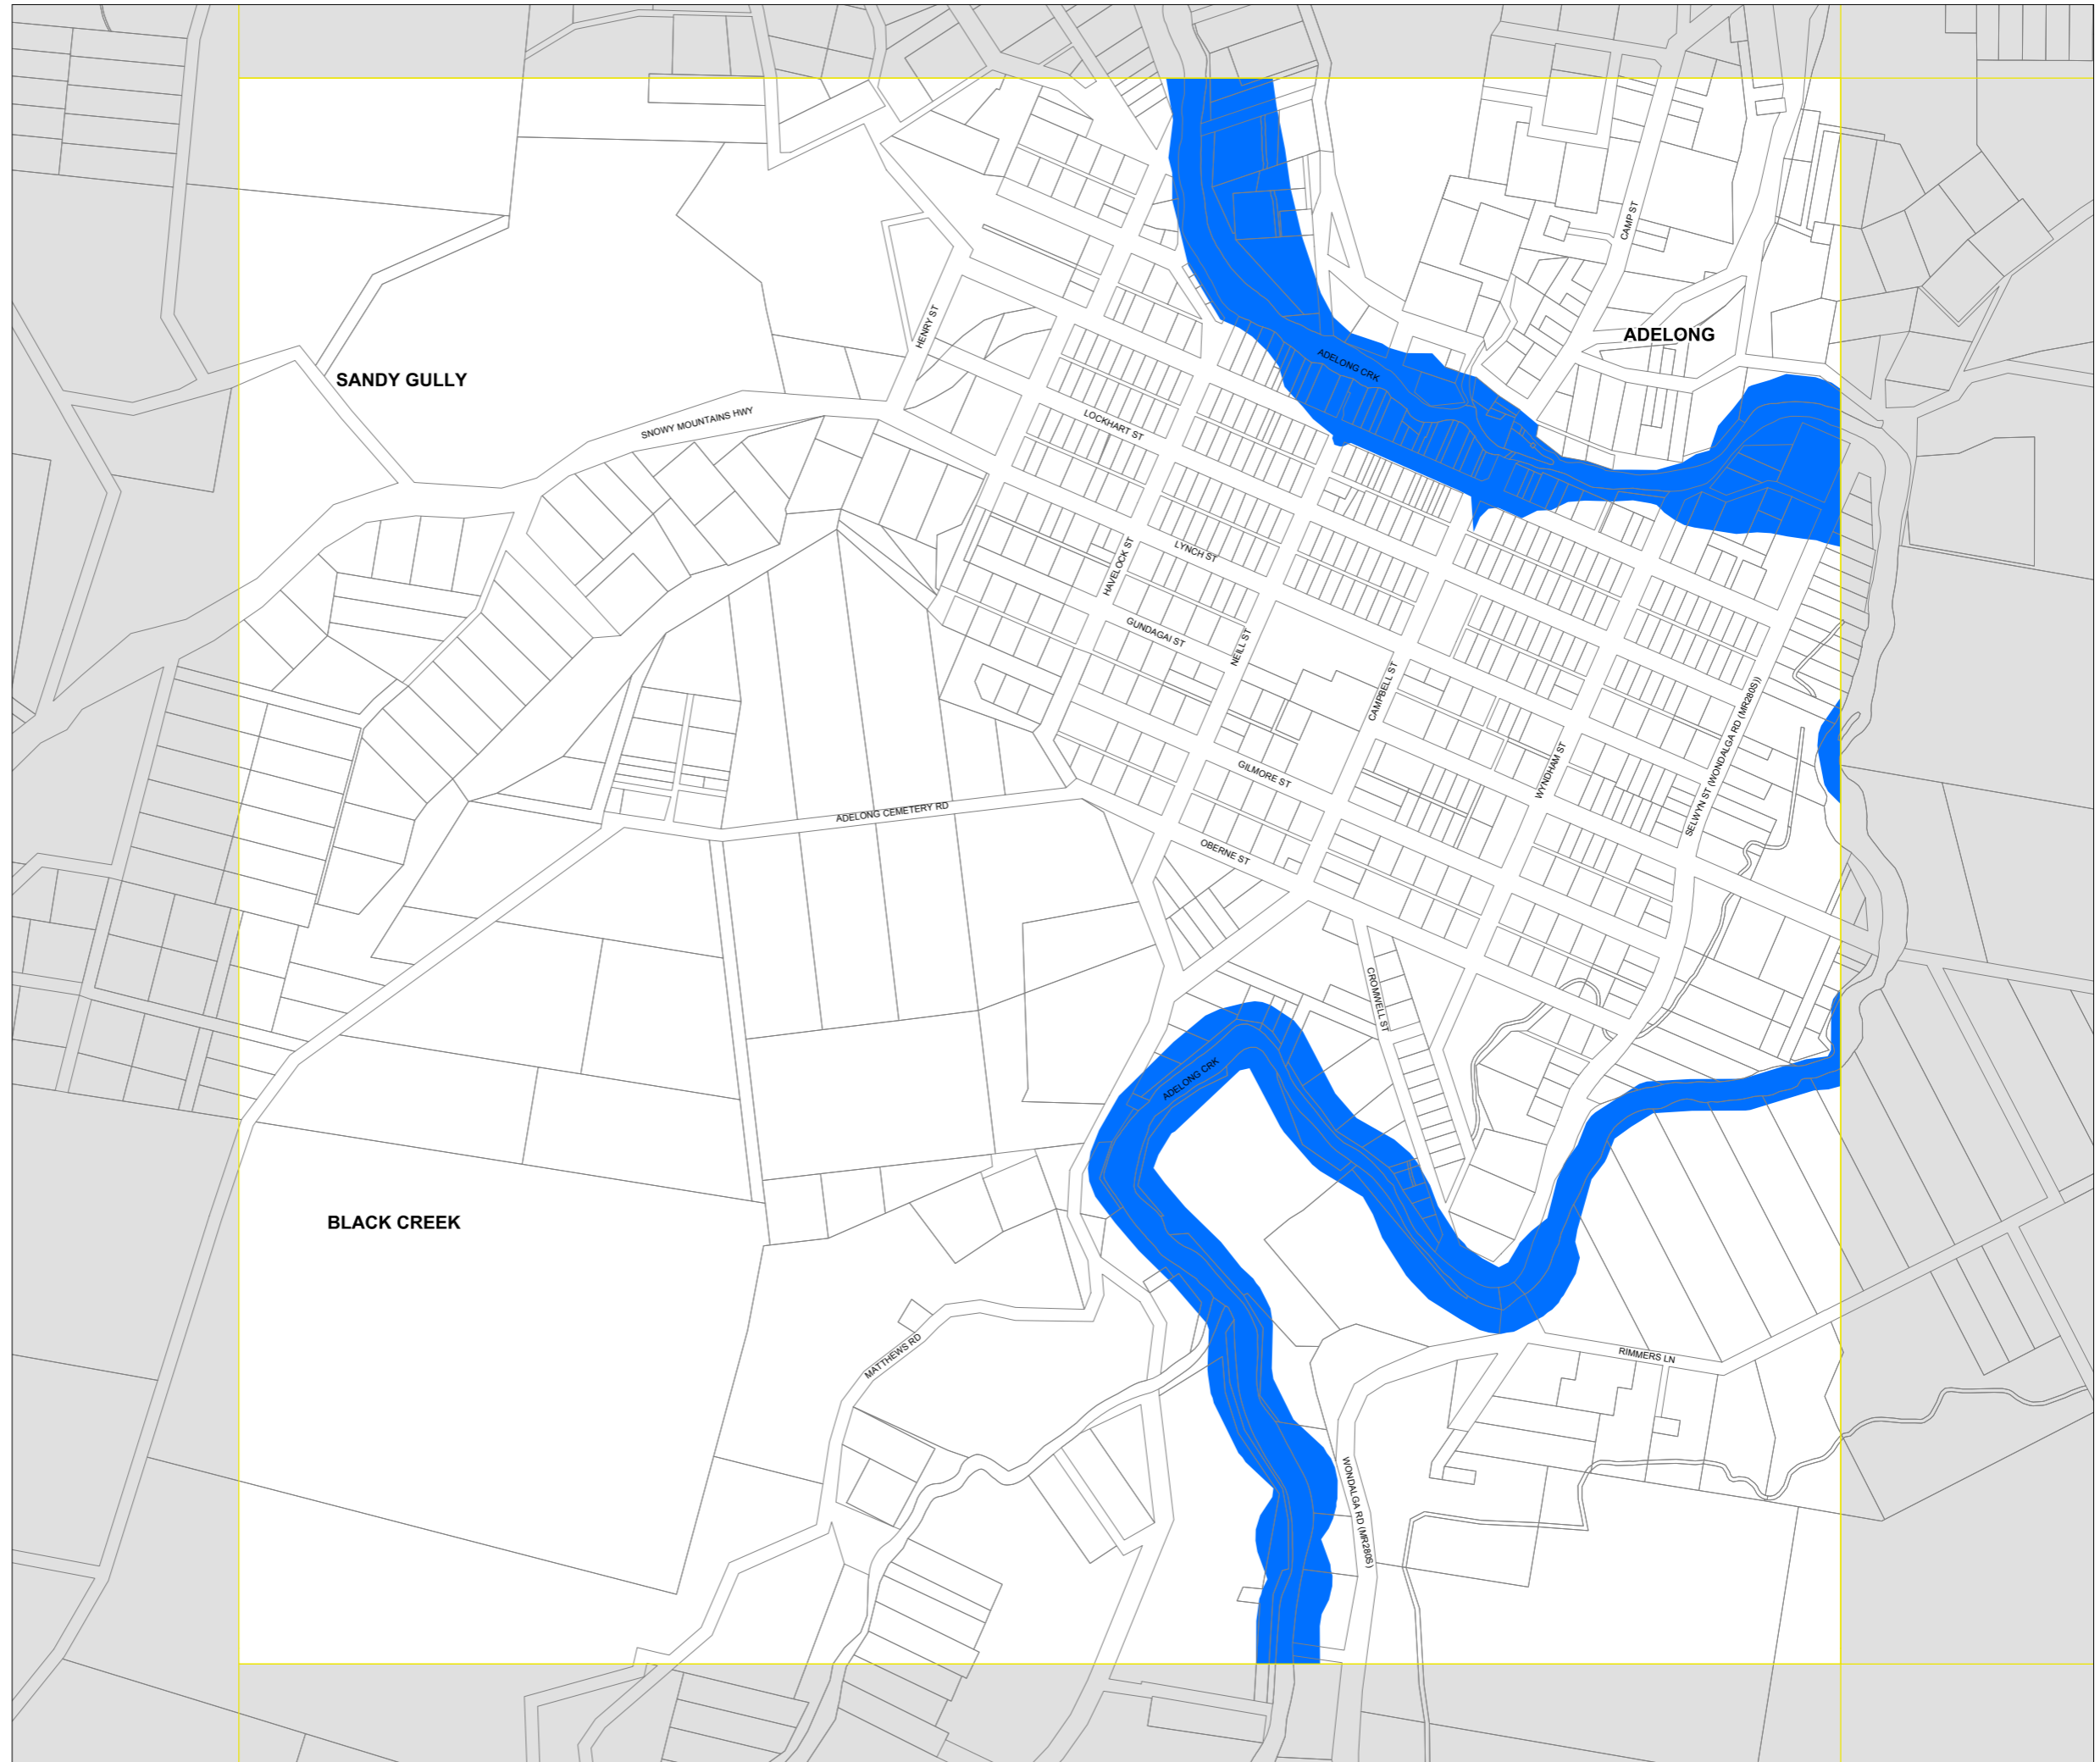 CAMP ST
HENRY ST
ADELONG
ADELONG CRK
SANDY GULLY
SNOWY MOUNTAINS HWY
LOCKHART ST
LYNCH ST
HAVELOCK ST
GUNDAGAI ST
NEILL ST
CAMPBELL ST
SELWYN ST (WONDALGA RD (MR280S))
WYNDHAM ST
GILMORE ST
ADELONG CEMETERY RD
OBERNE ST
CROMWELL ST
ADELONG CRK
BLACK CREEK
MATTHEWS RD
RIMMERS LN
WONDALGA RD (MR280S)